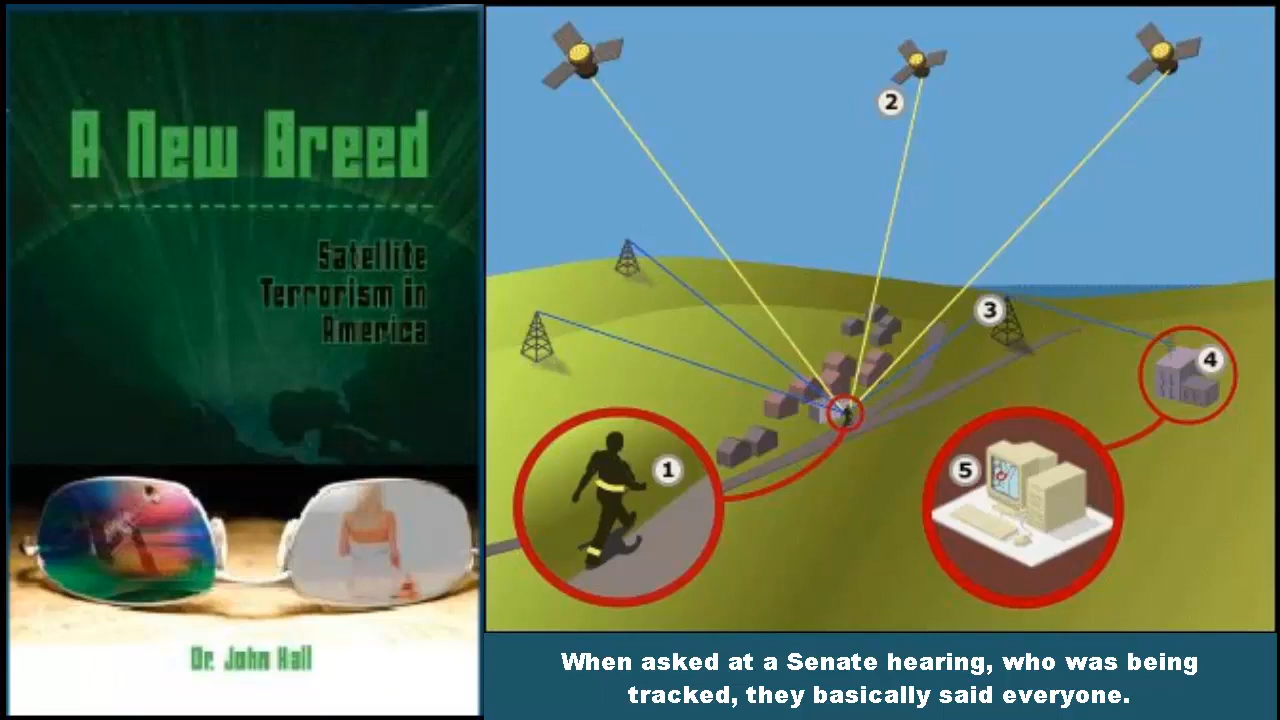 A New Breed
Satellite
Terrorism in
America
Dr. John Hall
2
3
4
1
5
When asked at a Senate hearing, who was being
tracked, they basically said everyone.